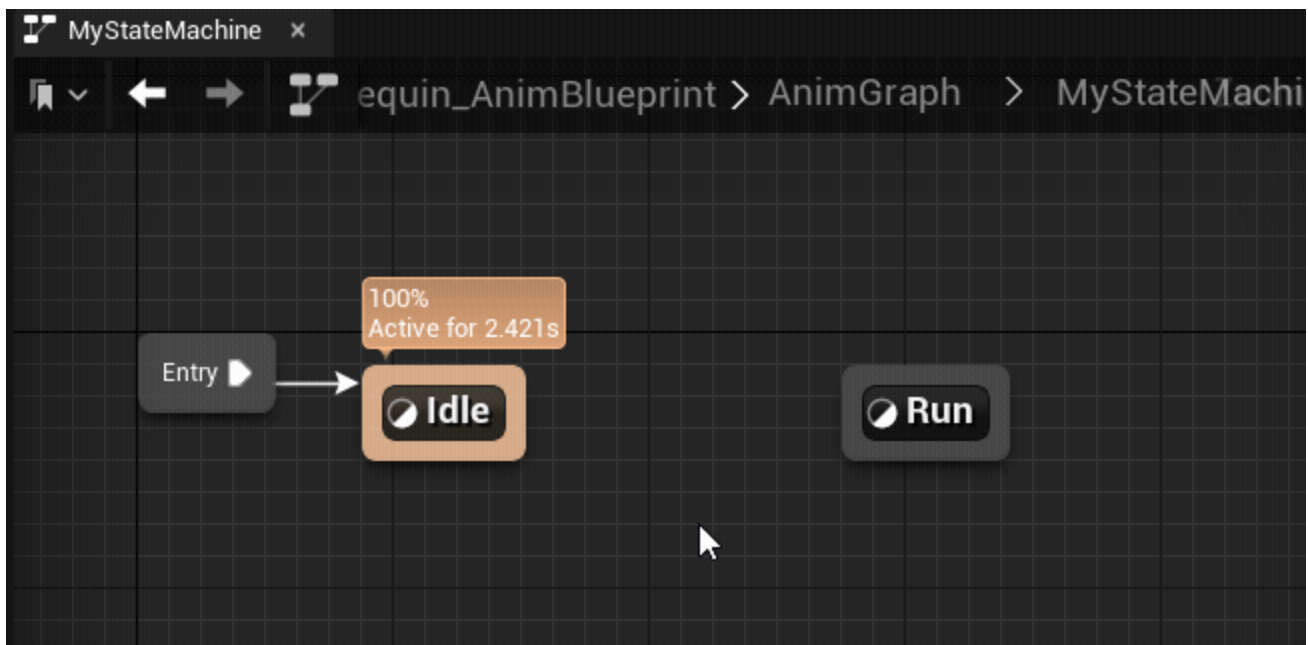 MyStateMachine
equin_AnimBlueprint > AnimGraph > MyStateMachi
100%
Active for 2.421s
Entry
Idle
Run